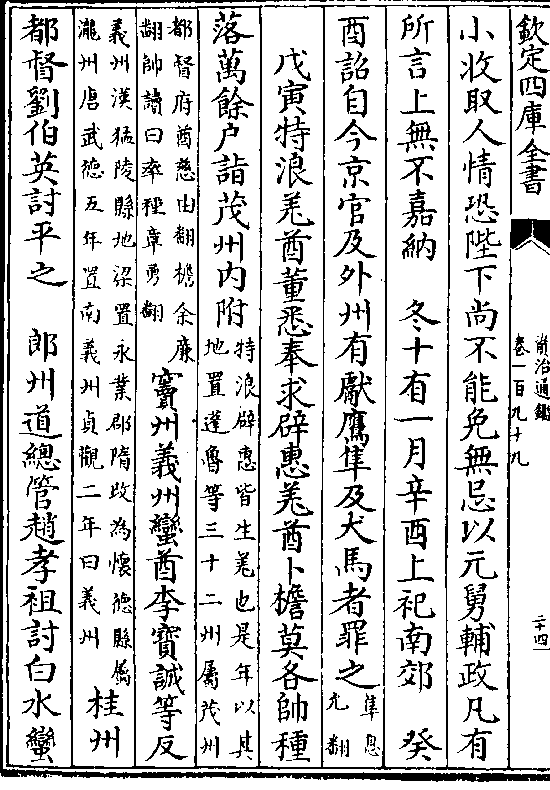 欽定四庫全書
資治通鑑
卷一百九十九
二十四
小收取人情恐陛下尚不能免無忌以元舅輔政凡有
所言上無不嘉納　冬十有一月辛酉上祀南郊　癸
酉詔自今京官及外州有獻鷹隼及犬馬者罪之
隼息
允翻
戊寅特浪羌酋董悉奉求辟惠羌酋卜檐莫各帥種
落萬餘户詣茂州内附
特浪辟惠皆生羌也是年以其
地置蓬魯等三十二州屬茂州
都督府酋慈由翻檐余廉
翻帥讀曰率種章勇翻
竇州義州蠻酋李寳誠等反
義州漢猛陵縣地梁置永業郡隋改為懷德縣屬
瀧州唐武德五年置南義州貞觀二年曰義州
桂州
都督劉伯英討平之　郎州道總管趙孝祖討白水蠻